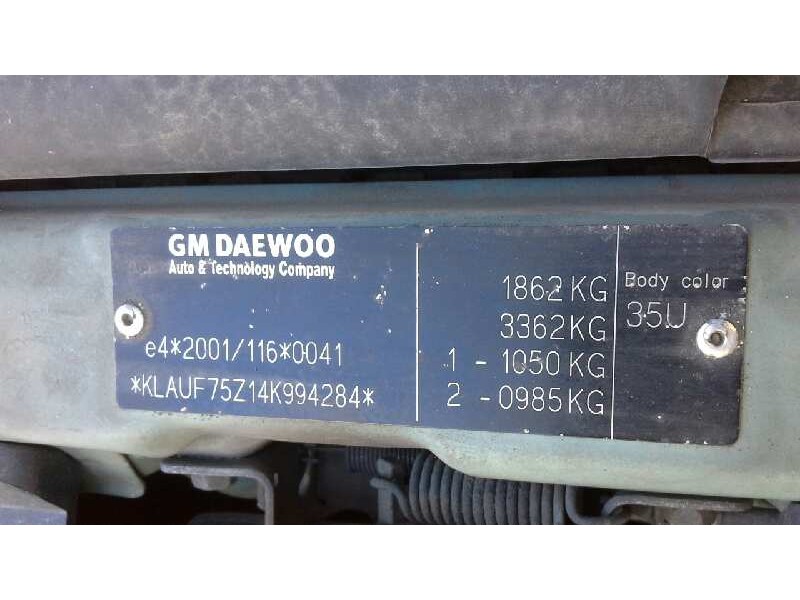 GM DAEWOO
Auto & Technology Company
e4*2001/116*0041
*KLAUF75Z14K994284*
1862 KG
3362 KG
1 - 1050 KG
2 - 0985 KG
Body color
35U